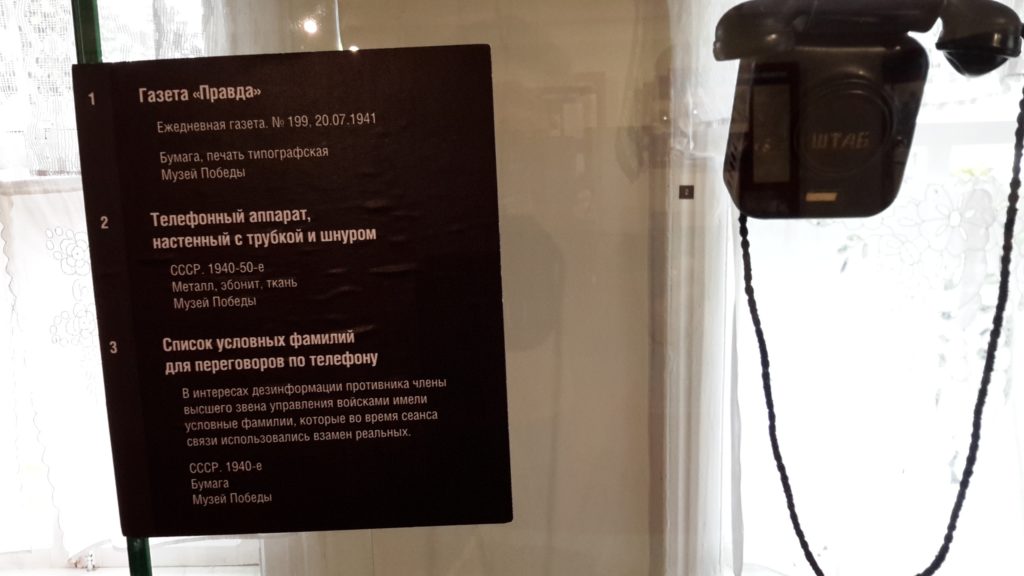 1
Газета «Правда»
Ежедневная газета. № 199, 20.07.1941
Бумага, печать типографская
Музей Победы
2
Телефонный аппарат,
настенный с трубкой и шнуром
СССР. 1940-50-е
Металл, эбонит, ткань
Музей Победы
3
Список условных фамилий
для переговоров по телефону
В интересах дезинформации противника члены
высшего звена управления войсками имели
условные фамилии, которые во время сеанса
связи использовались взамен реальных.
СССР. 1940-е
Бумага
Музей Победы
2
ШТАБ